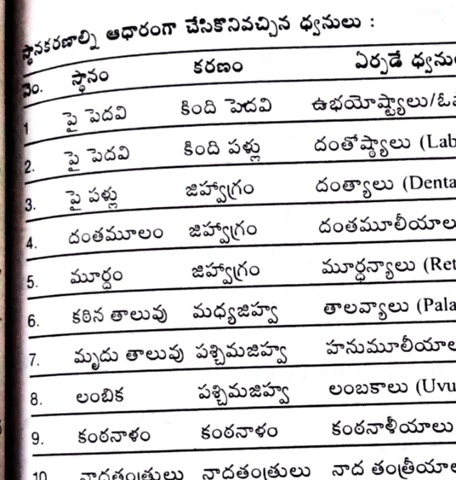 స్థానకరణాల్ని ఆధారంగా చేసికొనివచ్చిన ధ్వనులు :
నెం. స్థానం కరణం ఏర్పడే ధ్వను
1 పై పెదవి కింది పెదవి ఉభయోష్ఠ్యాలు/ఓ
2. పై పెదవి కింది పళ్లు దంతోష్ఠ్యాలు (Lab
3. పై పళ్లు జిహ్వాగ్రం దంత్యాలు (Denta
4. దంతమూలం జిహ్వాగ్రం దంతమూలీయాల
5. మూర్ధం జిహ్వాగ్రం మూర్ధన్యాలు (Ret
6. కఠిన తాలువు మధ్యజిహ్వ తాలవ్యాలు (Pala
7. మృదు తాలువు పశ్చిమజిహ్వ హనుమూలీయాల
8. లంబిక పశ్చిమజిహ్వ లంబకాలు (Uvu
9. కంఠనాళం కంఠనాళం కంఠనాళీయాలు
10 నాదతంత్రులు నాదతంత్రులు నాద తంత్రీయాల